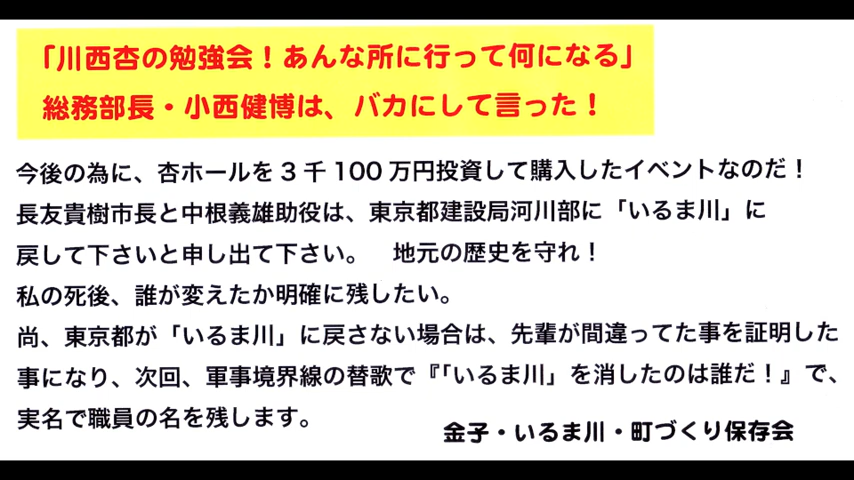 「川西杏の勉強会！あんな所に行って何になる」
総務部長・小西健博は、バカにして言った！
今後の為に、杏ホールを３千100万円投資して購入したイベントなのだ！
長友貴樹市長と中根義雄助役は、東京都建設局河川部に「いるま川」に
戻して下さいと申し出て下さい。　地元の歴史を守れ！
私の死後、誰が変えたか明確に残したい。
尚、東京都が「いるま川」に戻さない場合は、先輩が間違ってた事を証明した
事になり、次回、軍事境界線の替歌で『「いるま川」を消したのは誰だ！』で、
実名で職員の名を残します。
金子・いるま川・町づくり保存会